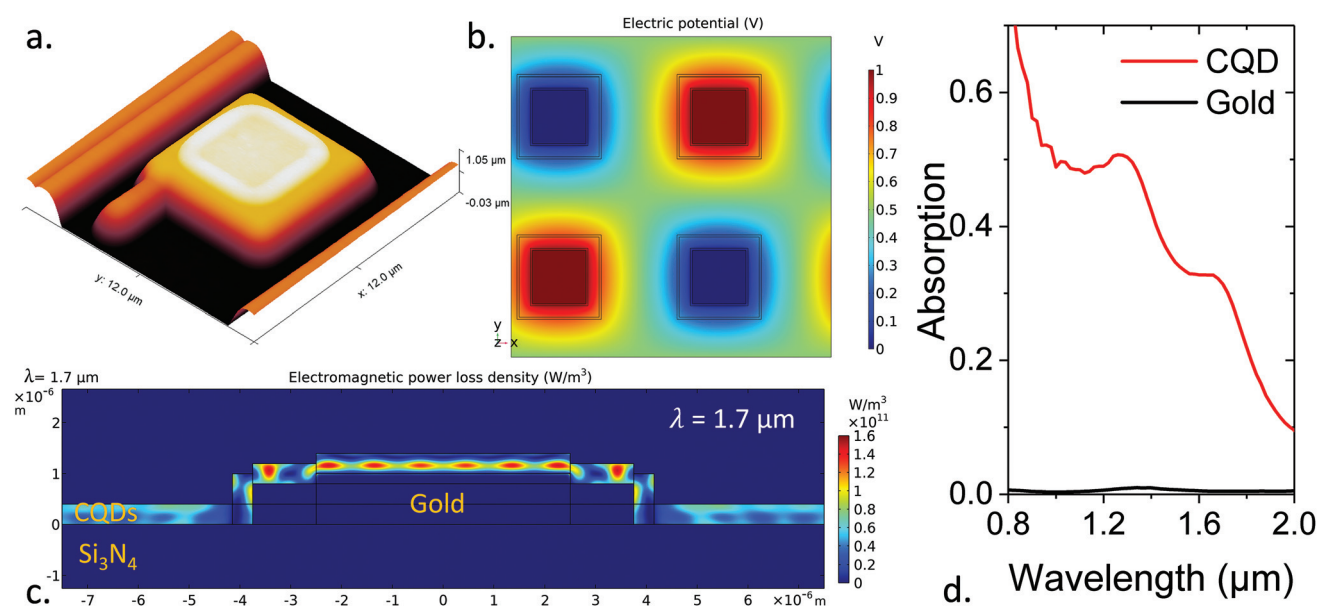 a.
1.05 µm
-0.03 µm
y: 12.0 µm
x: 12.0 µm
b.
Electric potential (V)
V
1
0.9
0.8
0.7
0.6
0.5
0.4
0.3
0.2
0.1
0
y
z x
λ= 1.7 µm
×10⁻⁶
m
Electromagnetic power loss density (W/m³)
λ = 1.7 µm
2
1
0
-1
CQDs
Gold
Si₃N₄
W/m³
×10¹¹
1.6
1.4
1.2
1
0.8
0.6
0.4
0.2
0
c.
-7 -6 -5 -4 -3 -2 -1 0 1 2 3 4 5 6 ×10⁻⁶ m
CQD
Gold
Absorption
0.6
0.4
0.2
0.0
0.8 1.2 1.6 2.0
d.
Wavelength (µm)